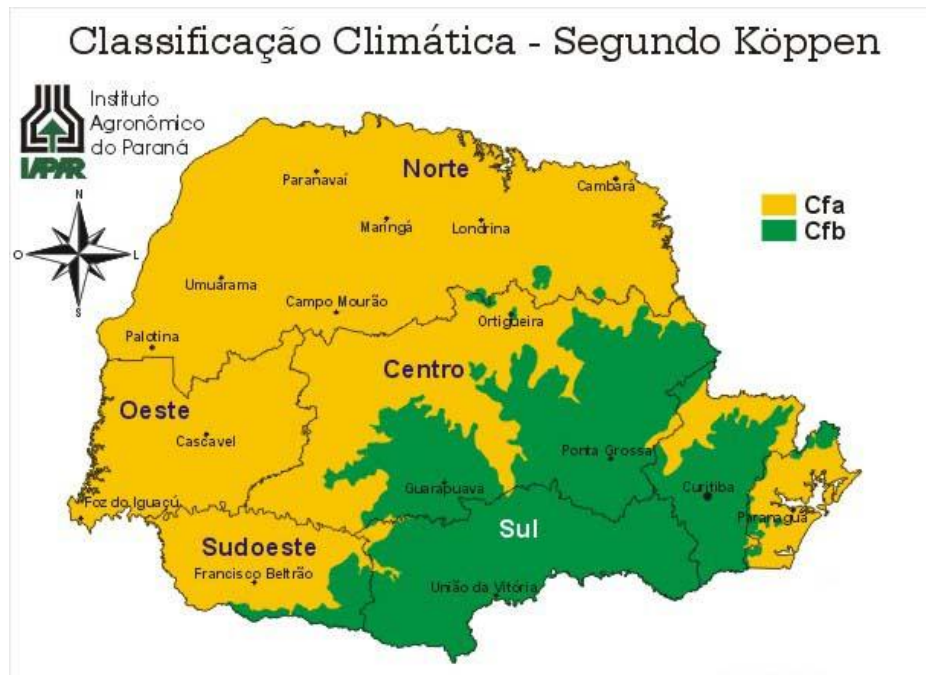 Classificação Climática - Segundo Köppen
Instituto
Agronômico
do Paraná
IAPAR
N
O
L
S
Cfa
Cfb
Norte
Paranavaí
Cambará
Maringá
Londrina
Umuarama
Campo Mourão
Ortigueira
Palotina
Centro
Oeste
Cascavel
Ponta Grossa
Guarapuava
Curitiba
Foz do Iguaçú
Paranaguá
Sul
Sudoeste
Francisco Beltrão
União da Vitória